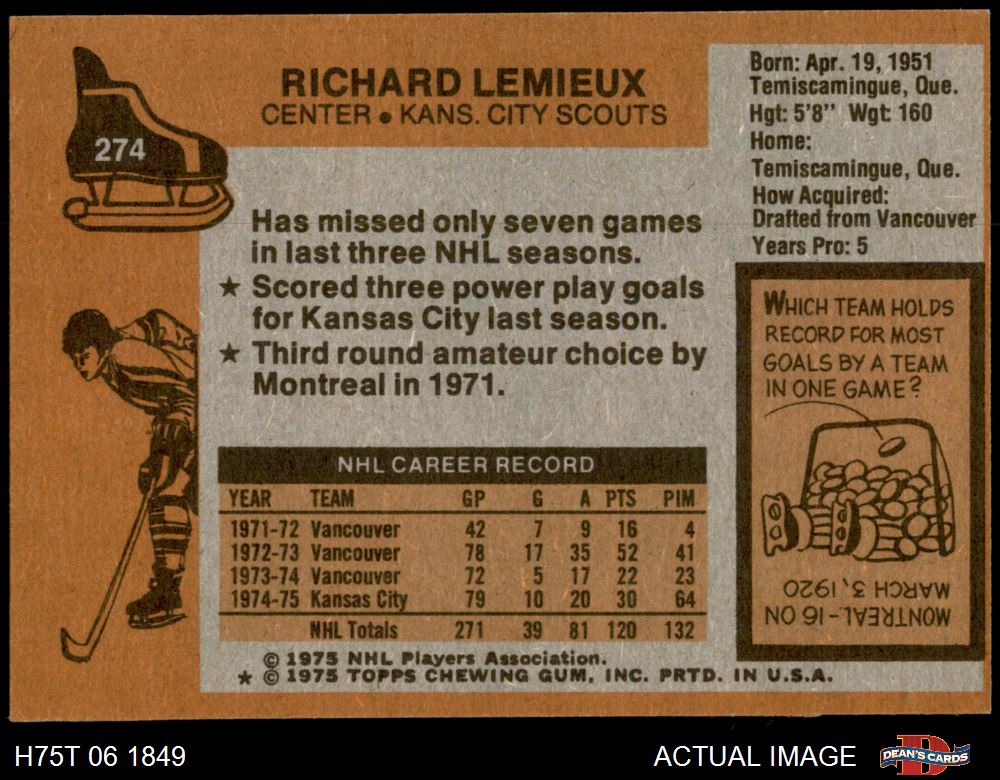 274
RICHARD LEMIEUX
CENTER • KANS. CITY SCOUTS
Born: Apr. 19, 1951
Temiscamingue, Que.
Hgt: 5'8" Wgt: 160
Home:
Temiscamingue, Que.
How Acquired:
Drafted from Vancouver
Years Pro: 5
Has missed only seven games
in last three NHL seasons.
★ Scored three power play goals
for Kansas City last season.
★ Third round amateur choice by
Montreal in 1971.
NHL CAREER RECORD
YEAR TEAM GP G A PTS PIM
1971-72 Vancouver 42 7 9 16 4
1972-73 Vancouver 78 17 35 52 41
1973-74 Vancouver 72 5 17 22 23
1974-75 Kansas City 79 10 20 30 64
NHL Totals 271 39 81 120 132
© 1975 NHL Players Association.
★ © 1975 TOPPS CHEWING GUM, INC. PRTD. IN U.S.A.
WHICH TEAM HOLDS
RECORD FOR MOST
GOALS BY A TEAM
IN ONE GAME?
MONTREAL-16 ON
MARCH 3, 1920
H75T 06 1849
ACTUAL IMAGE
DEAN'S CARDS